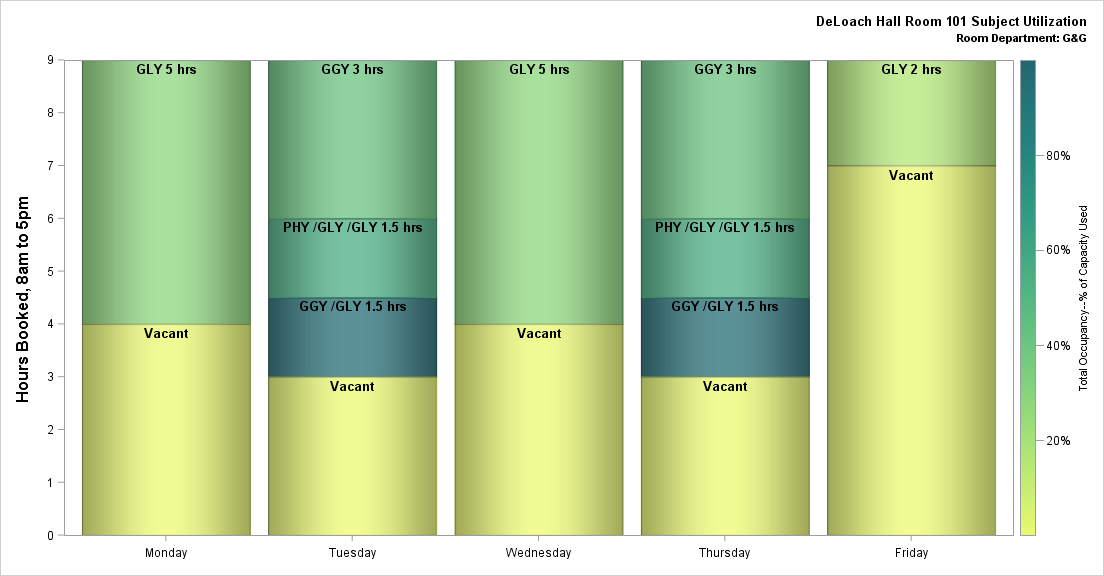 DeLoach Hall Room 101 Subject Utilization
Room Department: G&G
Hours Booked, 8am to 5pm
9
8
7
6
5
4
3
2
1
0
GLY 5 hrs
Vacant
GGY 3 hrs
PHY /GLY /GLY 1.5 hrs
GGY /GLY 1.5 hrs
Vacant
GLY 5 hrs
Vacant
GGY 3 hrs
PHY /GLY /GLY 1.5 hrs
GGY /GLY 1.5 hrs
Vacant
GLY 2 hrs
Vacant
Monday
Tuesday
Wednesday
Thursday
Friday
80%
60%
40%
20%
Total Occupancy--% of Capacity Used